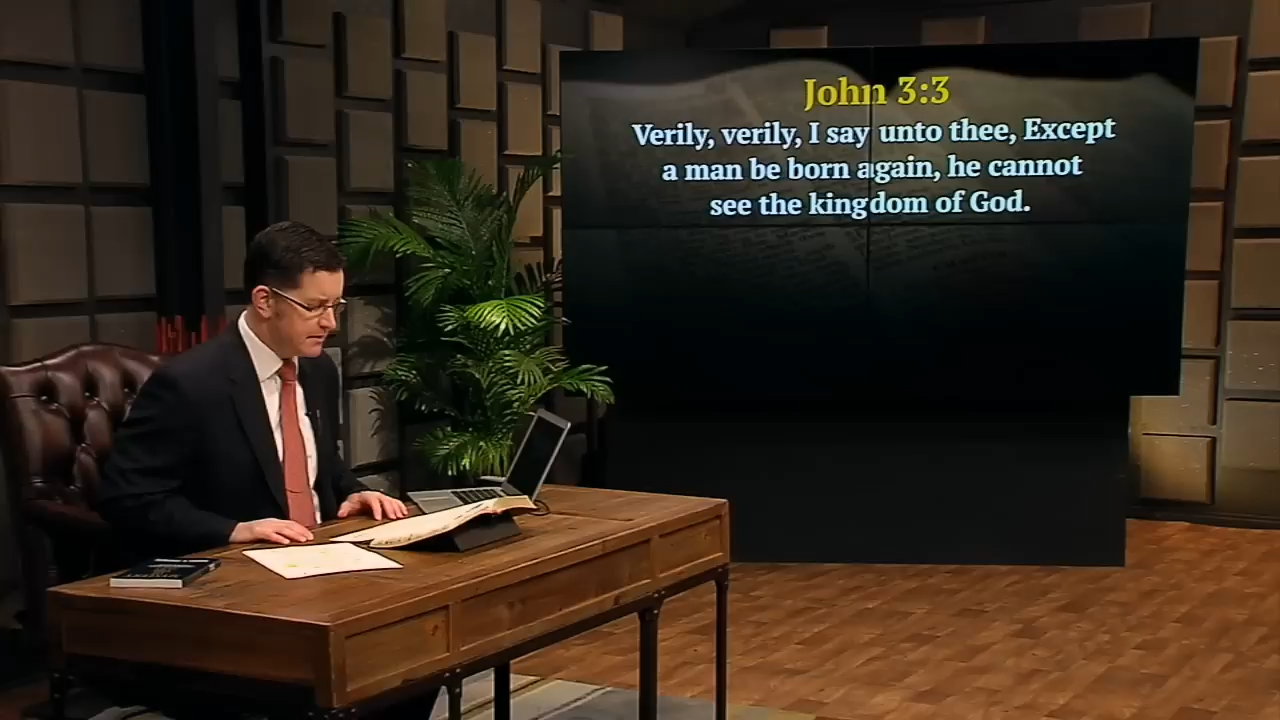 John 3:3
Verily, verily, I say unto thee, Except
a man be born again, he cannot
see the kingdom of God.